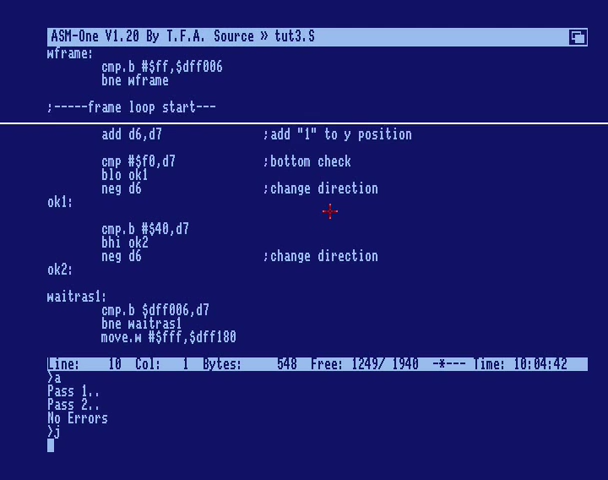 ASM-One V1.20 By T.F.A. Source » tut3.S
wframe:
cmp.b #$ff,$dff006
bne wframe
;-----frame loop start---
add d6,d7 ;add "1" to y position
cmp #$f0,d7 ;bottom check
blo ok1
neg d6 ;change direction
ok1:
cmp.b #$40,d7
bhi ok2
neg d6 ;change direction
ok2:
waitras1:
cmp.b $dff006,d7
bne waitras1
move.w #$fff,$dff180
Line: 10 Col: 1 Bytes: 548 Free: 1249/ 1940 -*--- Time: 10:04:42
>a
Pass 1..
Pass 2..
No Errors
>j